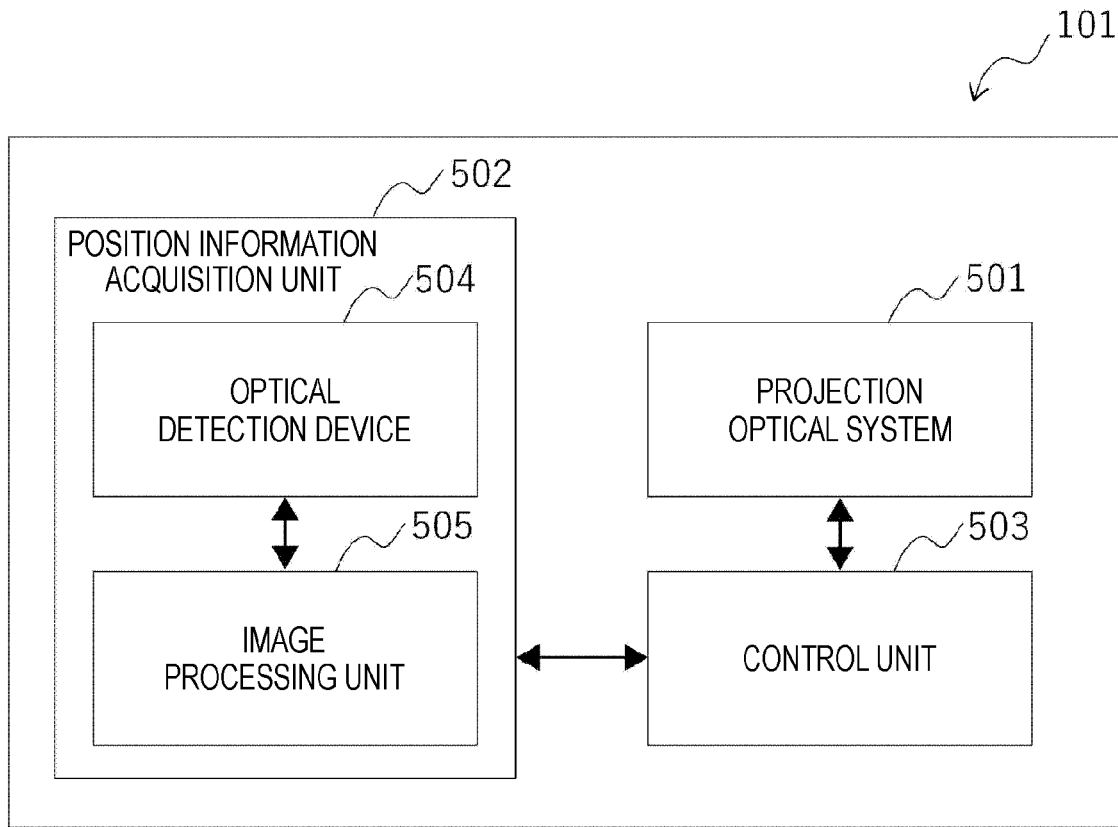 101
502
POSITION INFORMATION
ACQUISITION UNIT
504
501
OPTICAL
DETECTION DEVICE
PROJECTION
OPTICAL SYSTEM
505
503
IMAGE
PROCESSING UNIT
CONTROL UNIT